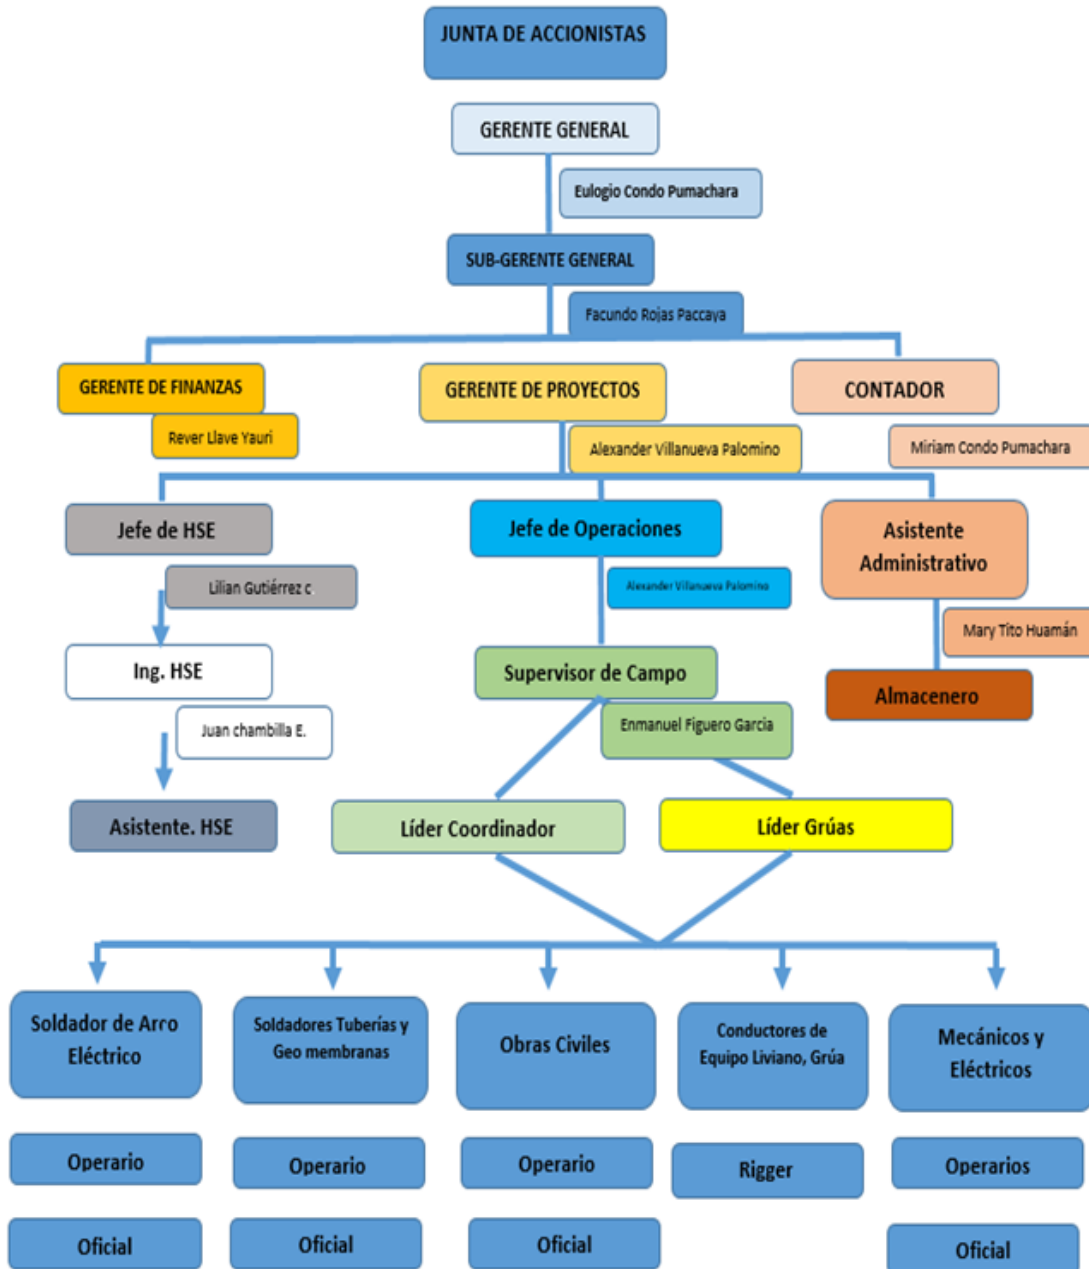 JUNTA DE ACCIONISTAS
GERENTE GENERAL
Eulogio Condo Pumachara
SUB-GERENTE GENERAL
Facundo Rojas Paccaya
GERENTE DE FINANZAS
Rever Llave Yauri
GERENTE DE PROYECTOS
Alexander Villanueva Palomino
CONTADOR
Miriam Condo Pumachara
Jefe de HSE
Lilian Gutiérrez c.
Jefe de Operaciones
Alexander Villanueva Palomino
Asistente
Administrativo
Mary Tito Huamán
Ing. HSE
Juan chambilla E.
Supervisor de Campo
Enmanuel Figuero Garcia
Almacenero
Asistente. HSE
Líder Coordinador
Líder Grúas
Soldador de Arco
Eléctrico
Soldadores Tuberías y
Geo membranas
Obras Civiles
Conductores de
Equipo Liviano, Grúa
Mecánicos y
Eléctricos
Operario
Operario
Operario
Rigger
Operarios
Oficial
Oficial
Oficial
Oficial